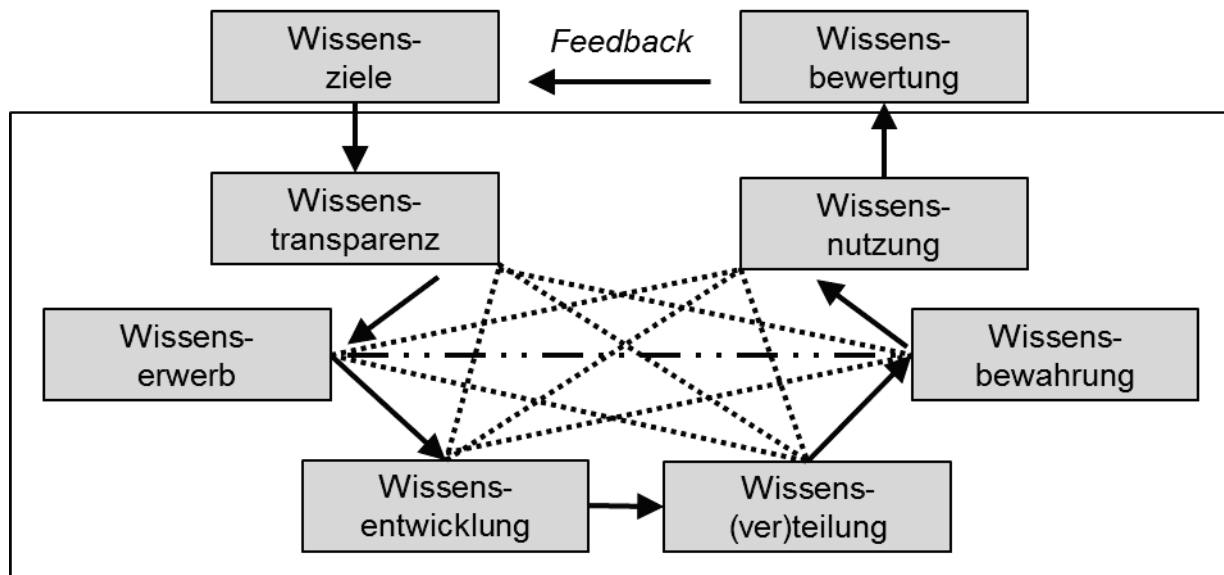 Wissens-
ziele
Feedback
Wissens-
bewertung
Wissens-
transparenz
Wissens-
nutzung
Wissens-
erwerb
Wissens-
bewahrung
Wissens-
entwicklung
Wissens-
(ver)teilung